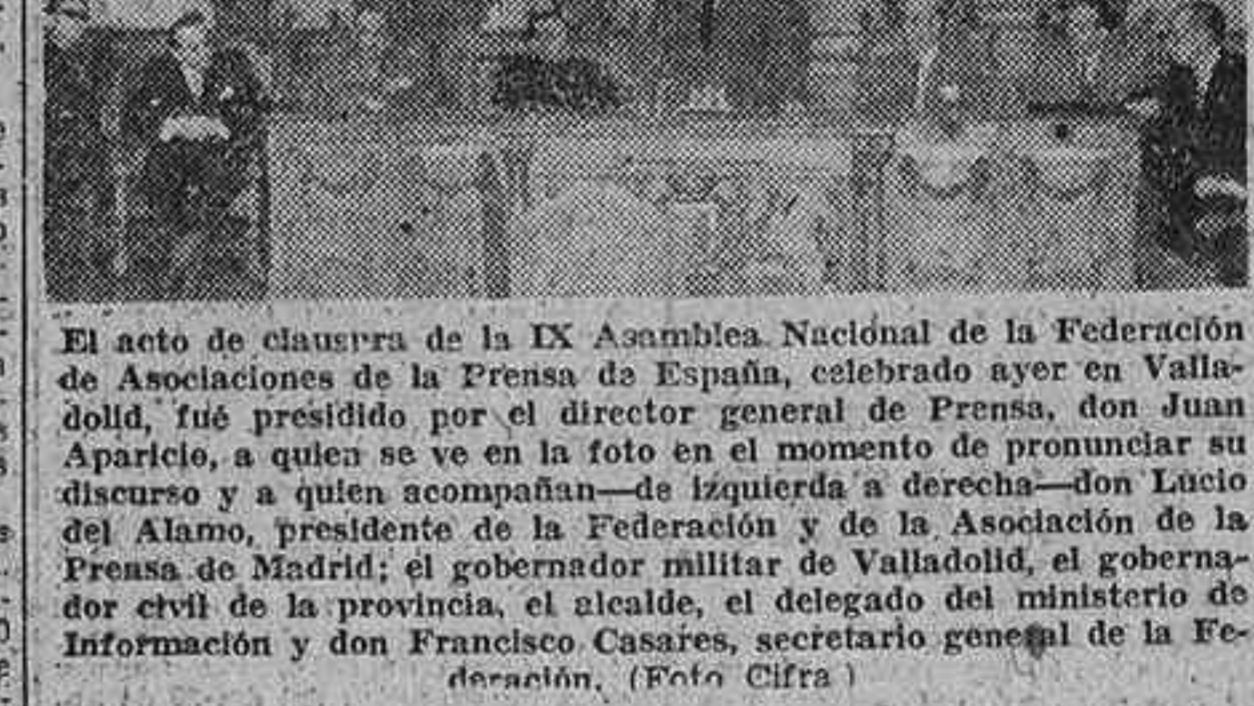 El acto de clausura de la IX Asamblea Nacional de la Federación
de Asociaciones de la Prensa de España, celebrado ayer en Valla-
dolid, fué presidido por el director general de Prensa, don Juan
Aparicio, a quien se ve en la foto en el momento de pronunciar su
discurso y a quien acompañan—de izquierda a derecha—don Lucio
del Alamo, presidente de la Federación y de la Asociación de la
Prensa de Madrid; el gobernador militar de Valladolid, el goberna-
dor civil de la provincia, el alcalde, el delegado del ministerio de
Información y don Francisco Casares, secretario general de la Fe-
deración. (Foto Cifra)